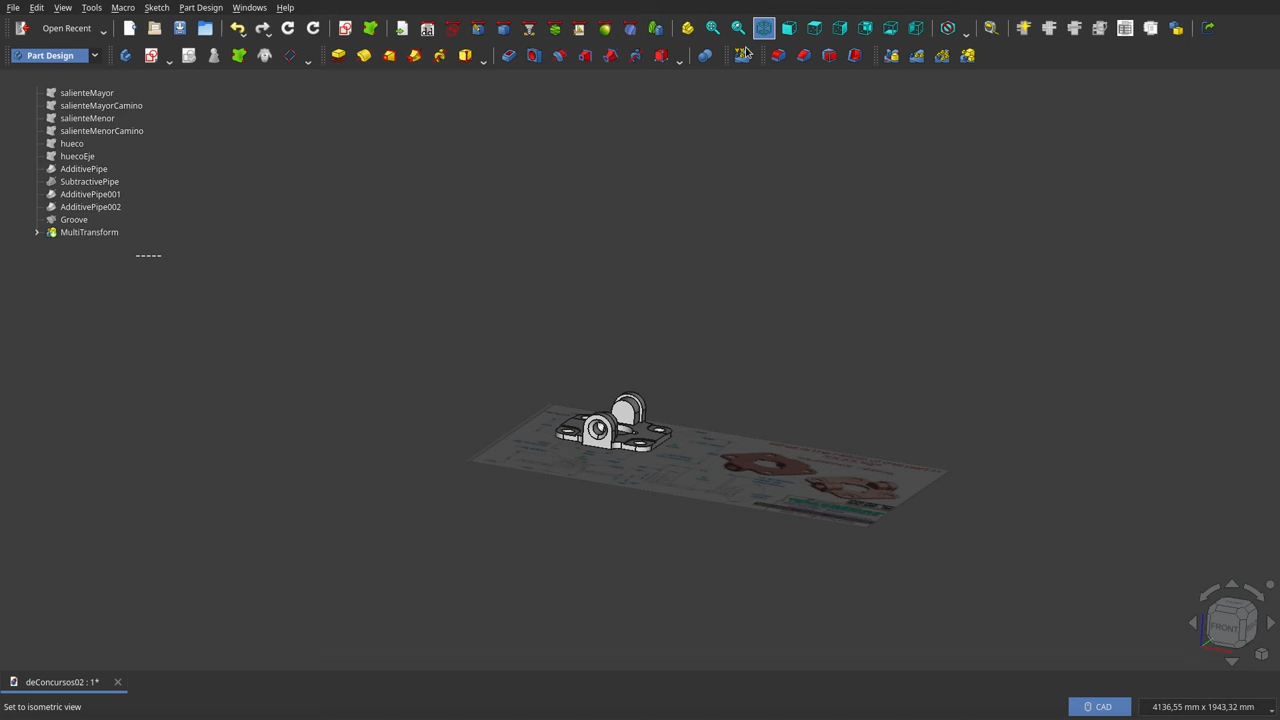 File Edit View Tools Macro Sketch Part Design Windows Help
Open Recent
Part Design
salienteMayor
salienteMayorCamino
salienteMenor
salienteMenorCamino
hueco
huecoEje
AdditivePipe
SubtractivePipe
AdditivePipe001
AdditivePipe002
Groove
MultiTransform
FRONT
deConcursos02 : 1*
Set to isometric view
CAD
4136,55 mm x 1943,32 mm